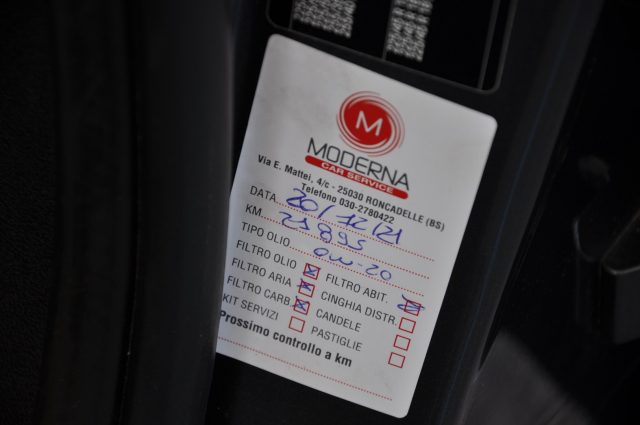 M
MODERNA
CAR SERVICE
Via E. Mattei, 4/c - 25030 RONCADELLE (BS)
Telefono 030-2780422
DATA 20/12/21
KM 25895
TIPO OLIO 0W-20
FILTRO OLIO FILTRO ABIT.
FILTRO ARIA CINGHIA DISTR.
FILTRO CARB. CANDELE
KIT SERVIZI PASTIGLIE
Prossimo controllo a km